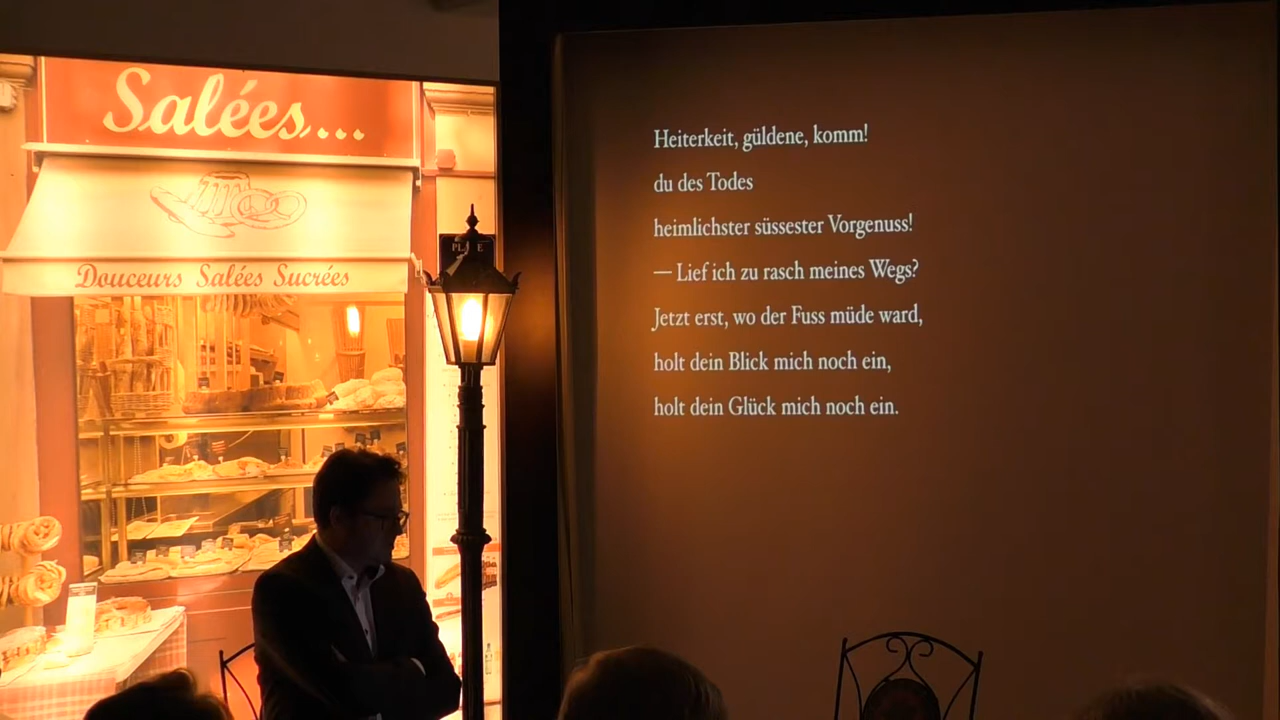 Salées...
Douceurs Salées Sucrées
Heiterkeit, güldene, komm!
du des Todes
heimlichster süssester Vorgenuss!
— Lief ich zu rasch meines Wegs?
Jetzt erst, wo der Fuss müde ward,
holt dein Blick mich noch ein,
holt dein Glück mich noch ein.